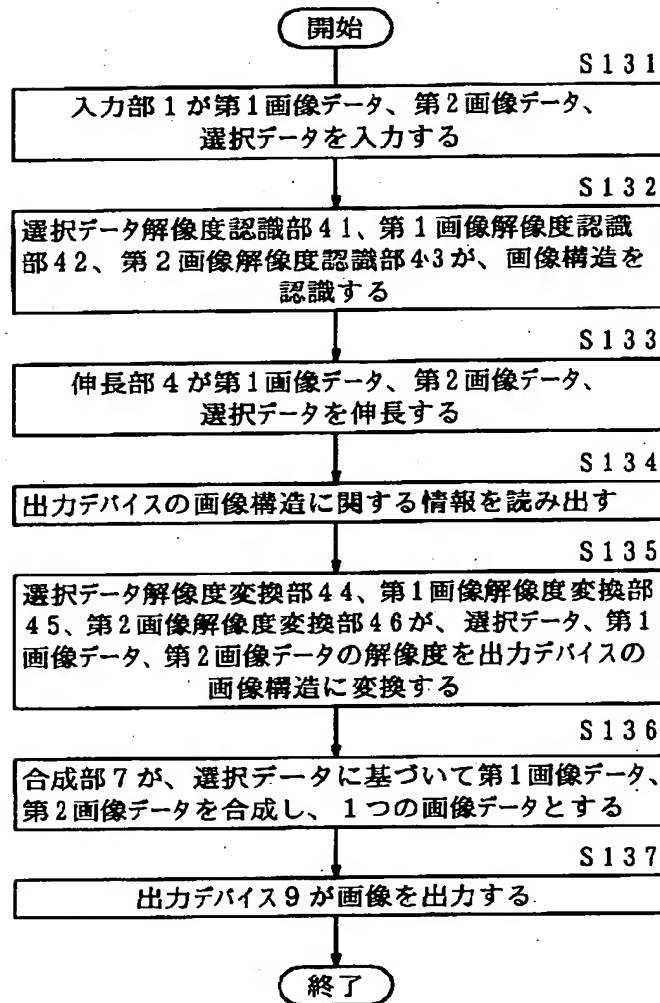 開始
S131
入力部1が第1画像データ、第2画像データ、
選択データを入力する
S132
選択データ解像度認識部41、第1画像解像度認識
部42、第2画像解像度認識部43が、画像構造を
認識する
S133
伸長部4が第1画像データ、第2画像データ、
選択データを伸長する
S134
出力デバイスの画像構造に関する情報を読み出す
S135
選択データ解像度変換部44、第1画像解像度変換部
45、第2画像解像度変換部46が、選択データ、第1
画像データ、第2画像データの解像度を出力デバイスの
画像構造に変換する
S136
合成部7が、選択データに基づいて第1画像データ、
第2画像データを合成し、1つの画像データとする
S137
出力デバイス9が画像を出力する
終了